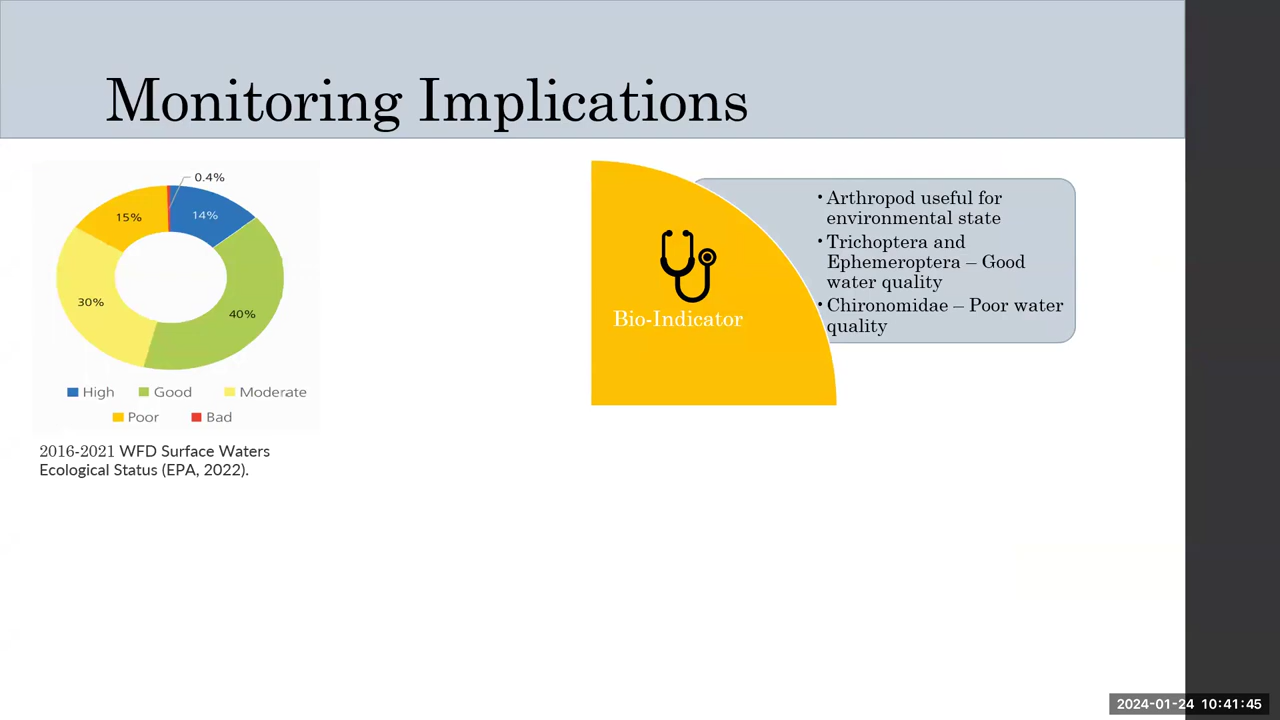 Monitoring Implications
0.4%
14%
15%
30%
40%
High Good Moderate
Poor Bad
2016-2021 WFD Surface Waters
Ecological Status (EPA, 2022).
Bio-Indicator
•Arthropod useful for
environmental state
•Trichoptera and
Ephemeroptera – Good
water quality
•Chironomidae – Poor water
quality
2024-01-24 10:41:45